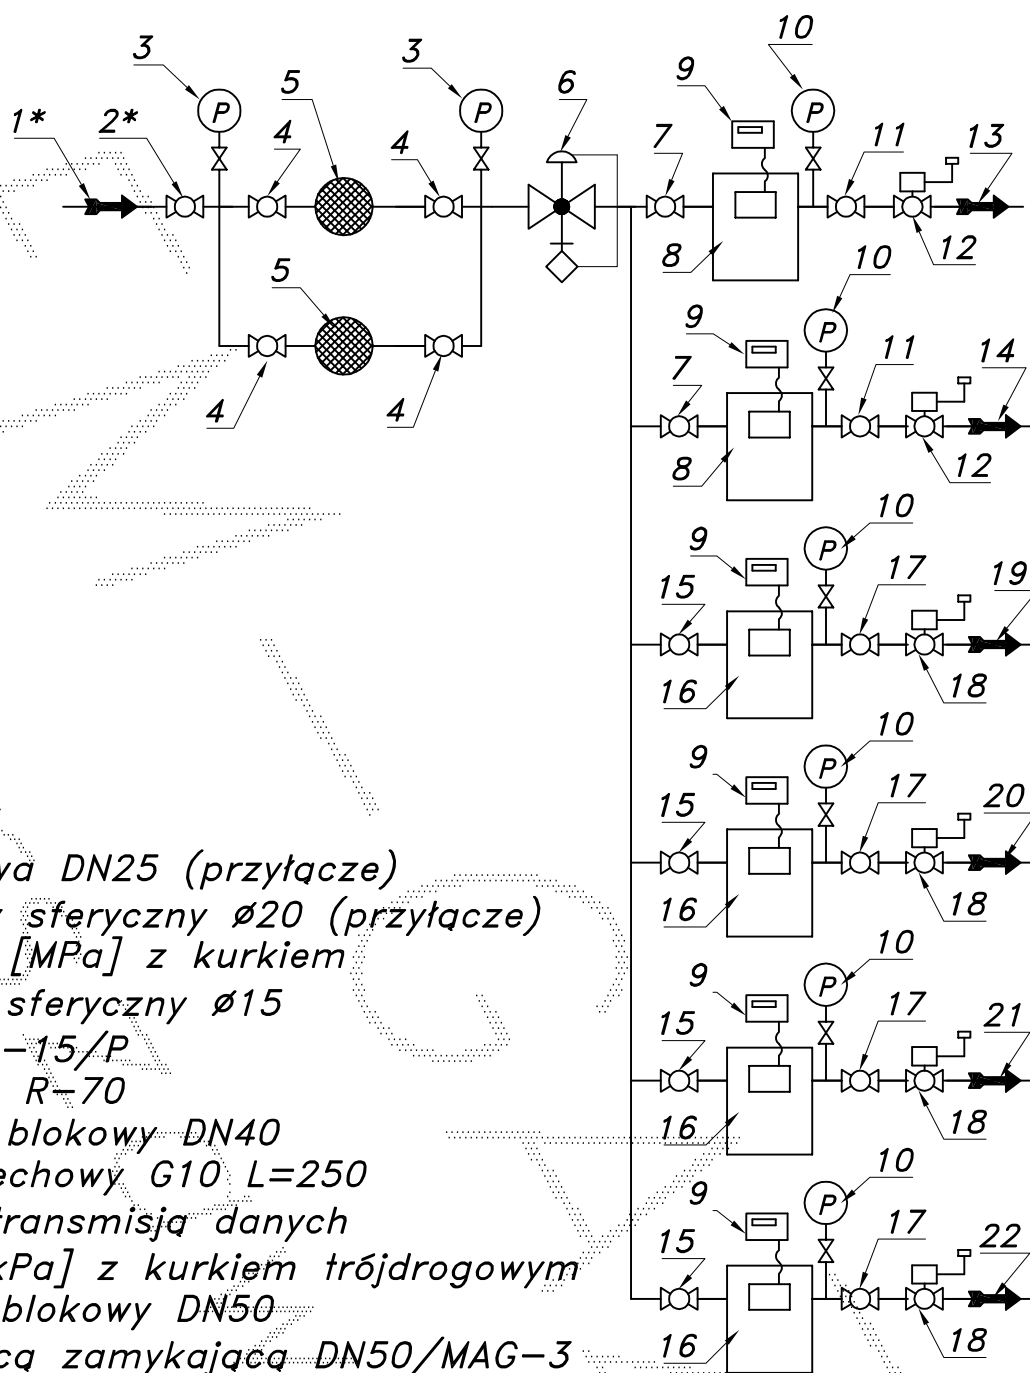 3
3
10
5
6
9
1*
2*
4
4
7
11
13
P
P
P
8
12
5
10
9
P
11
14
7
4
4
8
12
10
9
P
17
19
15
16
18
10
9
P
17
20
15
16
18
10
9
P
17
21
15
16
18
10
9
P
17
22
15
16
18
DN25 (przyłącze)
sferyczny ø20 (przyłącze)
[MPa] z kurkiem
sferyczny ø15
-15/P
R-70
blokowy DN40
G10 L=250
transmisją danych
kPa] z kurkiem trójdrogowym
blokowy DN50
zamykającą DN50/MAG-3